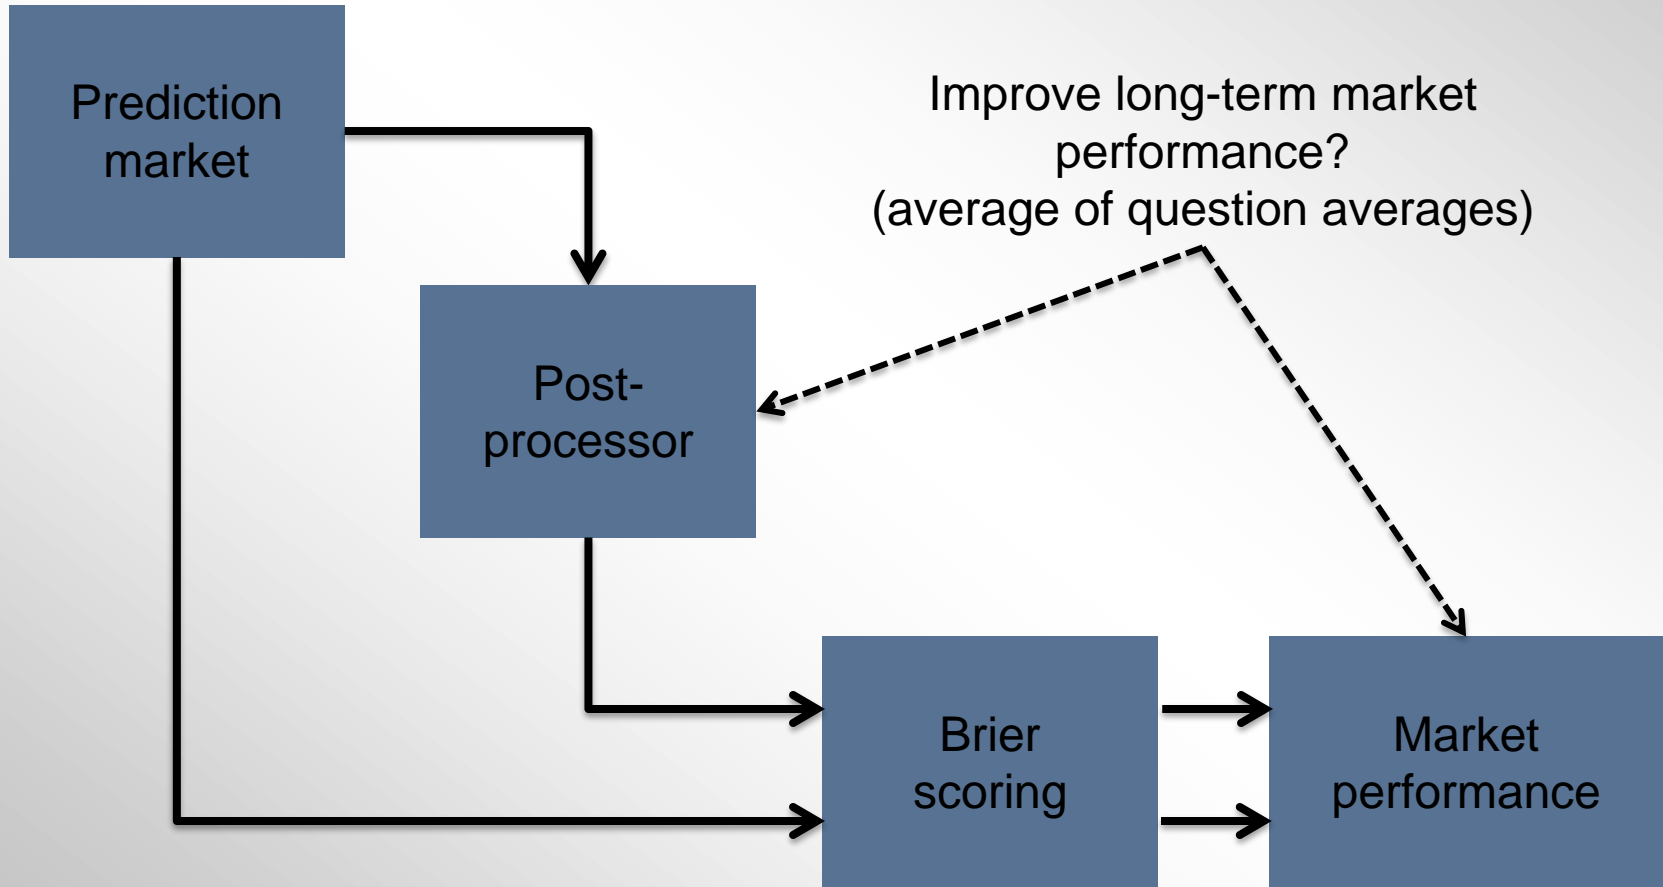 Prediction
market
Improve long-term market
performance?
(average of question averages)
Post-
processor
Brier
scoring
Market
performance